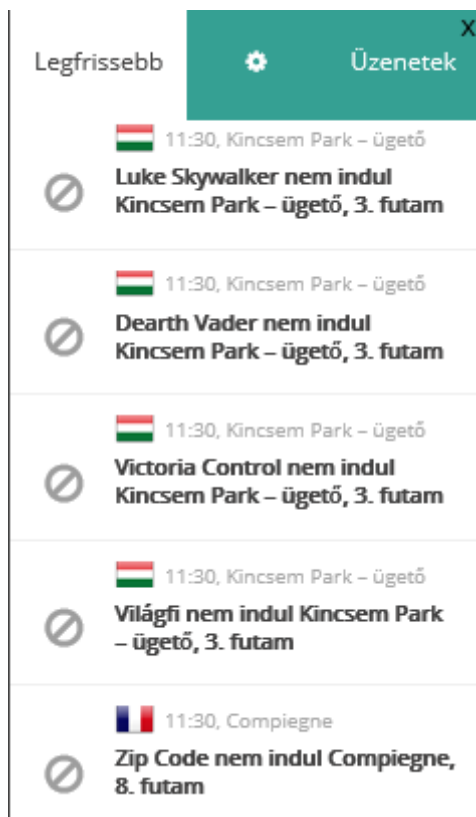 X
Legfrissebb
Üzenetek
11:30, Kincsem Park – ügető
Luke Skywalker nem indul
Kincsem Park – ügető, 3. futam
11:30, Kincsem Park – ügető
Dearth Vader nem indul
Kincsem Park – ügető, 3. futam
11:30, Kincsem Park – ügető
Victoria Control nem indul
Kincsem Park – ügető, 3. futam
11:30, Kincsem Park – ügető
Világfi nem indul Kincsem Park
– ügető, 3. futam
11:30, Compiegne
Zip Code nem indul Compiegne,
8. futam